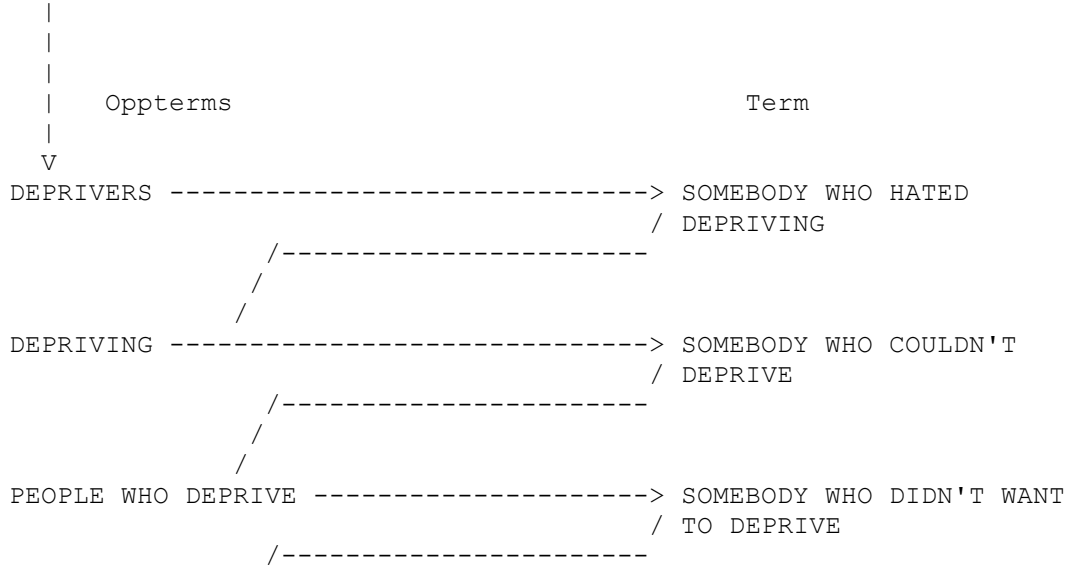 Oppterms Term
DEPRIVERS ------------------------------> SOMEBODY WHO HATED
/ DEPRIVING
/-----------------------
/
/
DEPRIVING ------------------------------> SOMEBODY WHO COULDN'T
/ DEPRIVE
/-----------------------
/
/
PEOPLE WHO DEPRIVE ---------------------> SOMEBODY WHO DIDN'T WANT
/ TO DEPRIVE
/-----------------------